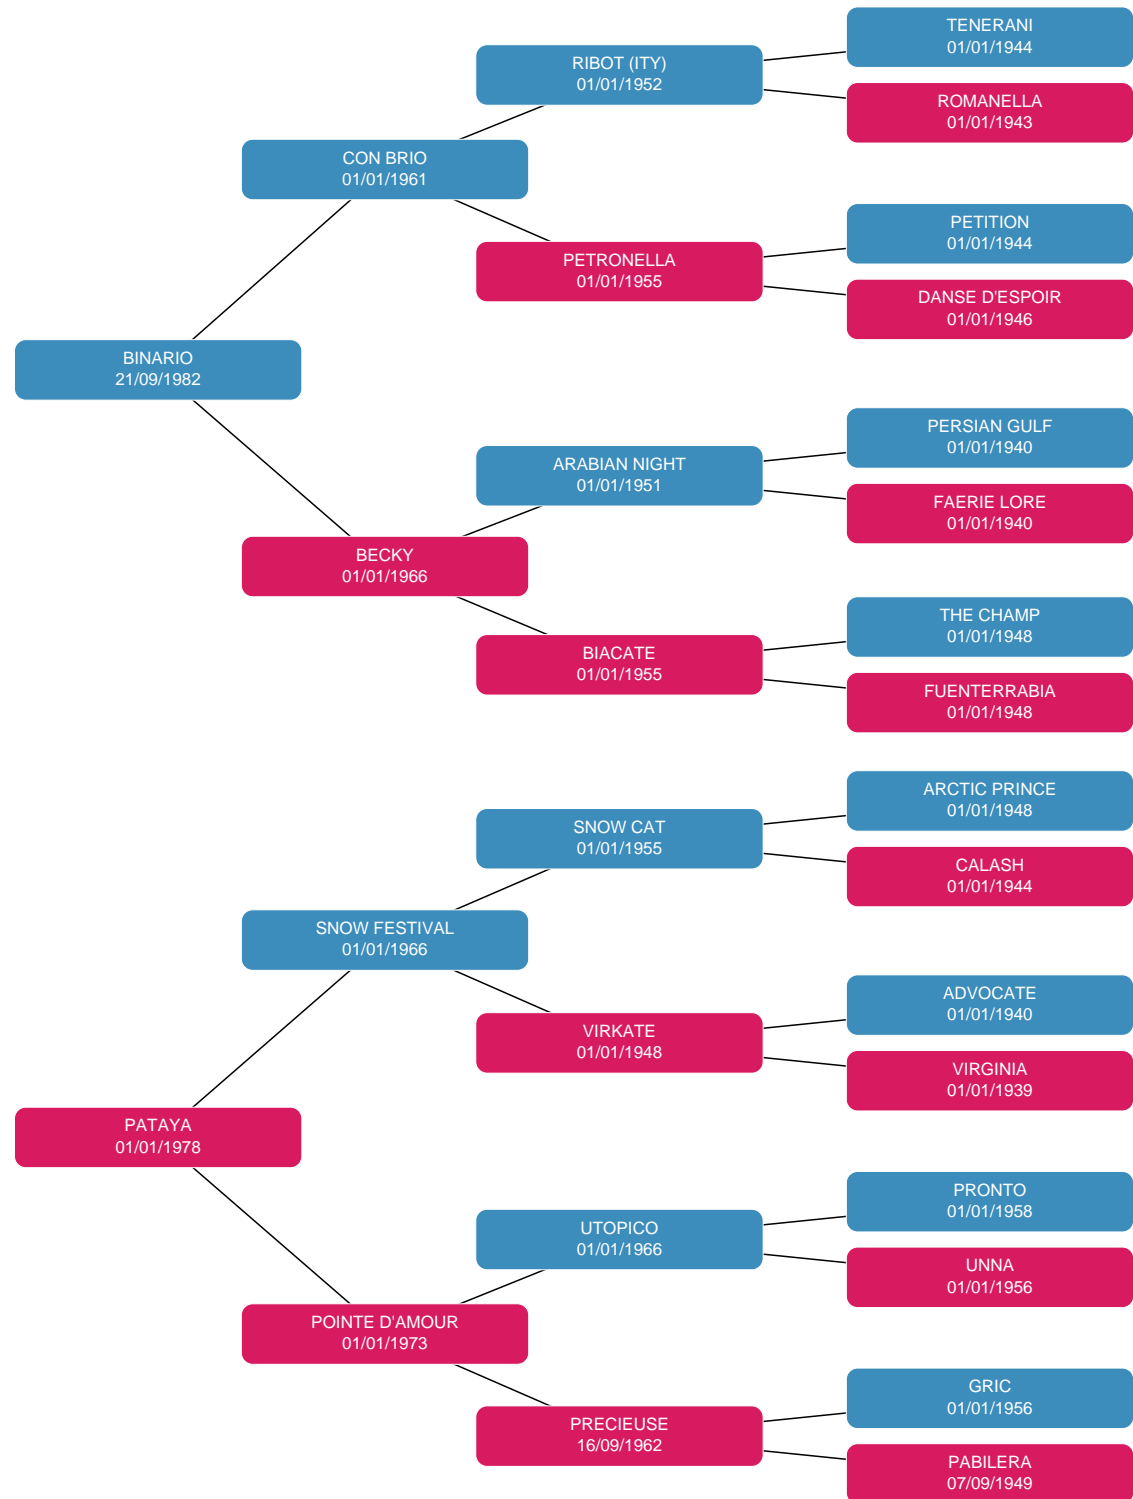 TENERANI
01/01/1944
RIBOT (ITY)
01/01/1952
ROMANELLA
01/01/1943
CON BRIO
01/01/1961
PETITION
01/01/1944
PETRONELLA
01/01/1955
DANSE D'ESPOIR
01/01/1946
BINARIO
21/09/1982
PERSIAN GULF
01/01/1940
ARABIAN NIGHT
01/01/1951
FAERIE LORE
01/01/1940
BECKY
01/01/1966
THE CHAMP
01/01/1948
BIACATE
01/01/1955
FUENTERRABIA
01/01/1948
ARCTIC PRINCE
01/01/1948
SNOW CAT
01/01/1955
CALASH
01/01/1944
SNOW FESTIVAL
01/01/1966
ADVOCATE
01/01/1940
VIRKATE
01/01/1948
VIRGINIA
01/01/1939
PATAYA
01/01/1978
PRONTO
01/01/1958
UTOPICO
01/01/1966
UNNA
01/01/1956
POINTE D'AMOUR
01/01/1973
GRIC
01/01/1956
PRECIEUSE
16/09/1962
PABILERA
07/09/1949